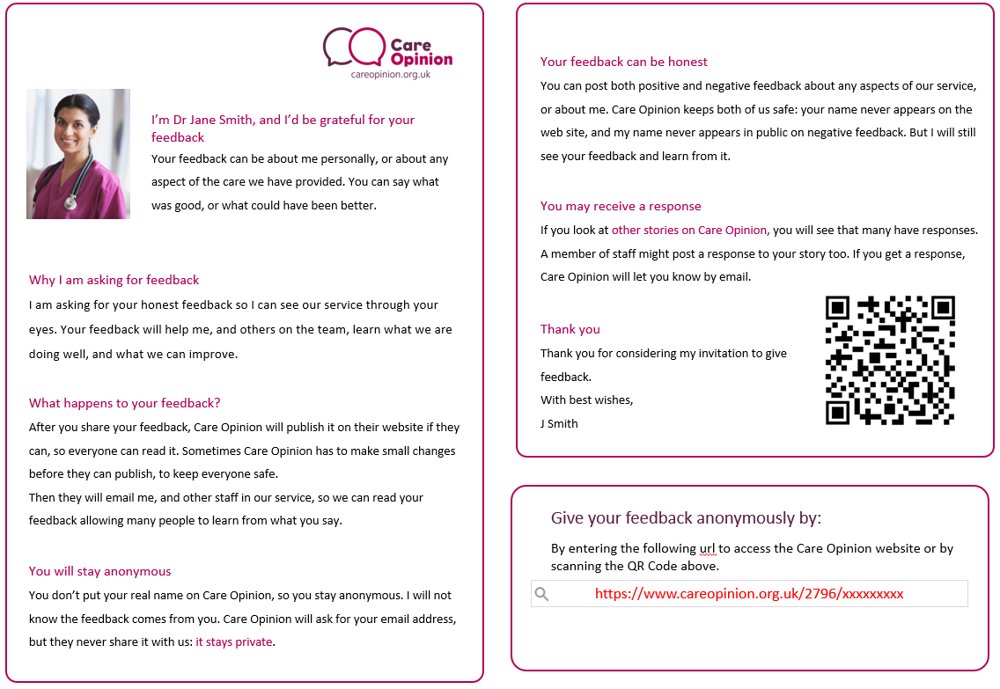 Care
Opinion
careopinion.org.uk
I’m Dr Jane Smith, and I’d be grateful for your
feedback
Your feedback can be about me personally, or about any
aspect of the care we have provided. You can say what
was good, or what could have been better.
Why I am asking for feedback
I am asking for your honest feedback so I can see our service through your
eyes. Your feedback will help me, and others on the team, learn what we are
doing well, and what we can improve.
What happens to your feedback?
After you share your feedback, Care Opinion will publish it on their website if they
can, so everyone can read it. Sometimes Care Opinion has to make small changes
before they can publish, to keep everyone safe.
Then they will email me, and other staff in our service, so we can read your
feedback allowing many people to learn from what you say.
You will stay anonymous
You don’t put your real name on Care Opinion, so you stay anonymous. I will not
know the feedback comes from you. Care Opinion will ask for your email address,
but they never share it with us: it stays private.
Your feedback can be honest
You can post both positive and negative feedback about any aspects of our service,
or about me. Care Opinion keeps both of us safe: your name never appears on the
web site, and my name never appears in public on negative feedback. But I will still
see your feedback and learn from it.
You may receive a response
If you look at other stories on Care Opinion, you will see that many have responses.
A member of staff might post a response to your story too. If you get a response,
Care Opinion will let you know by email.
Thank you
Thank you for considering my invitation to give
feedback.
With best wishes,
J Smith
Give your feedback anonymously by:
By entering the following url to access the Care Opinion website or by
scanning the QR Code above.
https://www.careopinion.org.uk/2796/xxxxxxxxx